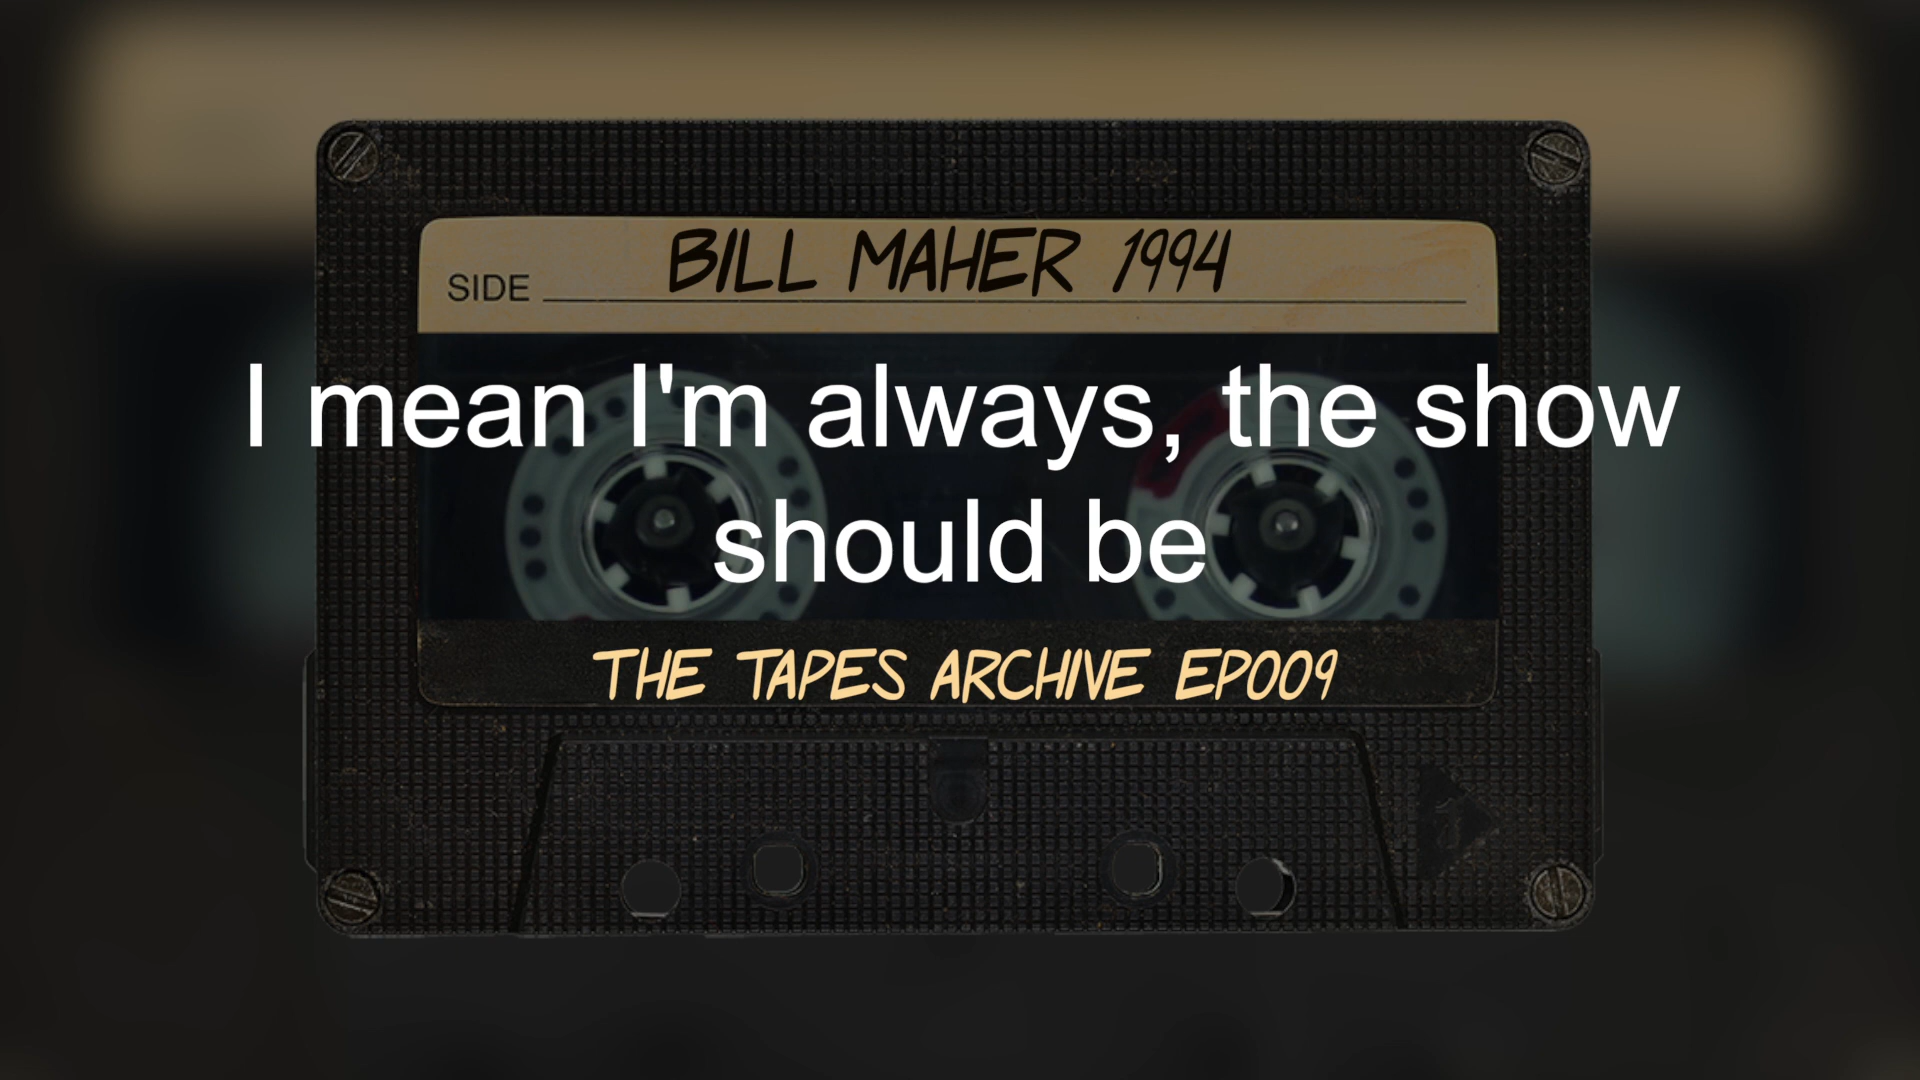 BILL MAHER 1994
SIDE
I mean I'm always, the show
should be
THE TAPES ARCHIVE EP009